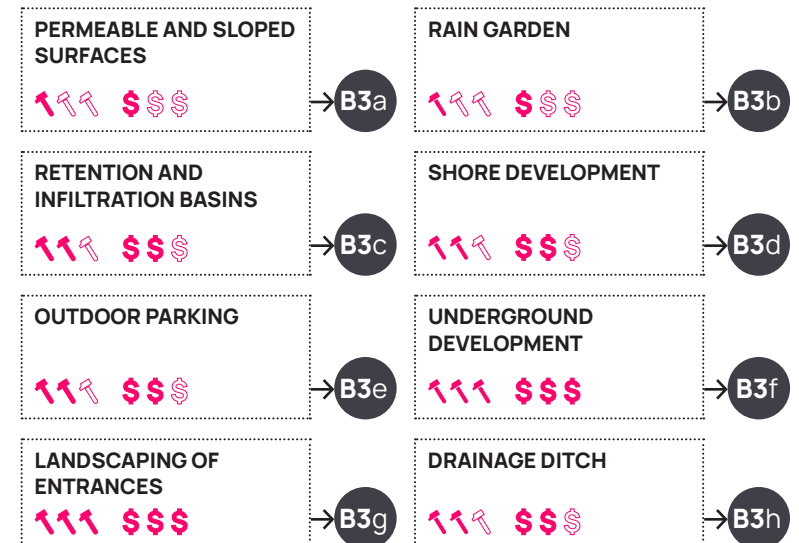 PERMEABLE AND SLOPED
SURFACES
$$$
B3a
RAIN GARDEN
$$$
B3b
RETENTION AND
INFILTRATION BASINS
$$$
B3c
SHORE DEVELOPMENT
$$$
B3d
OUTDOOR PARKING
$$$
B3e
UNDERGROUND
DEVELOPMENT
$$$
B3f
LANDSCAPING OF
ENTRANCES
$$$
B3g
DRAINAGE DITCH
$$$
B3h